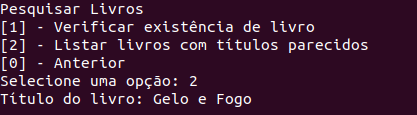 Pesquisar Livros
[1] - Verificar existência de livro
[2] - Listar livros com títulos parecidos
[0] - Anterior
Selecione uma opção: 2
Título do livro: Gelo e Fogo